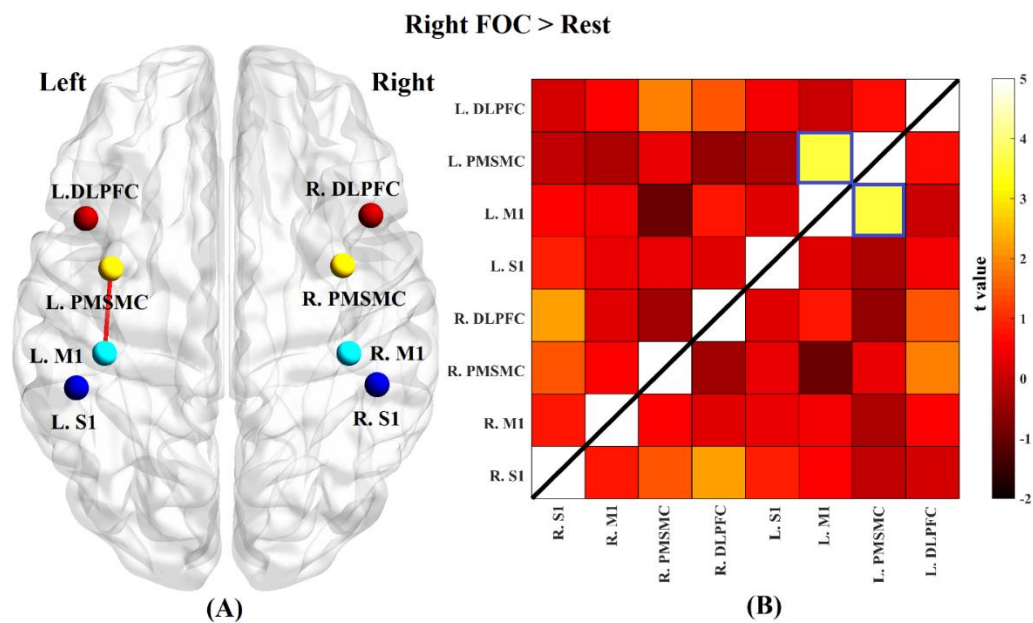 Right FOC > Rest
Left
Right
L.DLPFC
R. DLPFC
L. PMSMC
R. PMSMC
L. M1
R. M1
L. S1
R. S1
(A)
L. DLPFC
L. PMSMC
L. M1
L. S1
R. DLPFC
R. PMSMC
R. M1
R. S1
R. S1
R. M1
R. PMSMC
R. DLPFC
L. S1
L. M1
L. PMSMC
L. DLPFC
5
4
3
2
1
0
-1
-2
t value
(B)